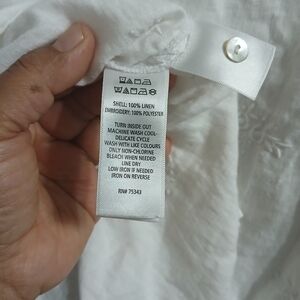 SHELL: 100% LINEN
EMBROIDERY: 100% POLYESTER
TURN INSIDE OUT
MACHINE WASH COOL-
DELICATE CYCLE
WASH WITH LIKE COLOURS
ONLY NON-CHLORINE
BLEACH WHEN NEEDED
LINE DRY
LOW IRON IF NEEDED
IRON ON REVERSE
RN# 75343